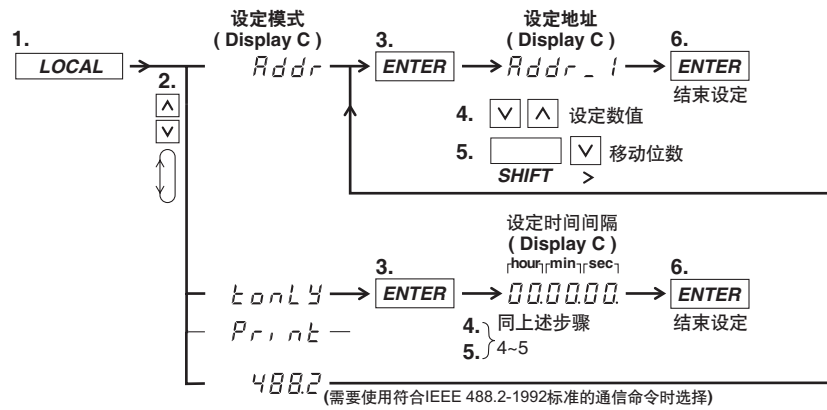 设定模式
( Display C )
设定地址
( Display C )
1.
LOCAL
2.
Addr
3.
ENTER
Addr_1
6.
ENTER
结束设定
4. 设定数值
5. 移动位数
SHIFT >
设定时间间隔
( Display C )
hour min sec
tonLY
3.
ENTER
00.00.00.
6.
ENTER
结束设定
4. 同上述步骤
5. 4~5
Print
488.2
(需要使用符合IEEE 488.2-1992标准的通信命令时选择)